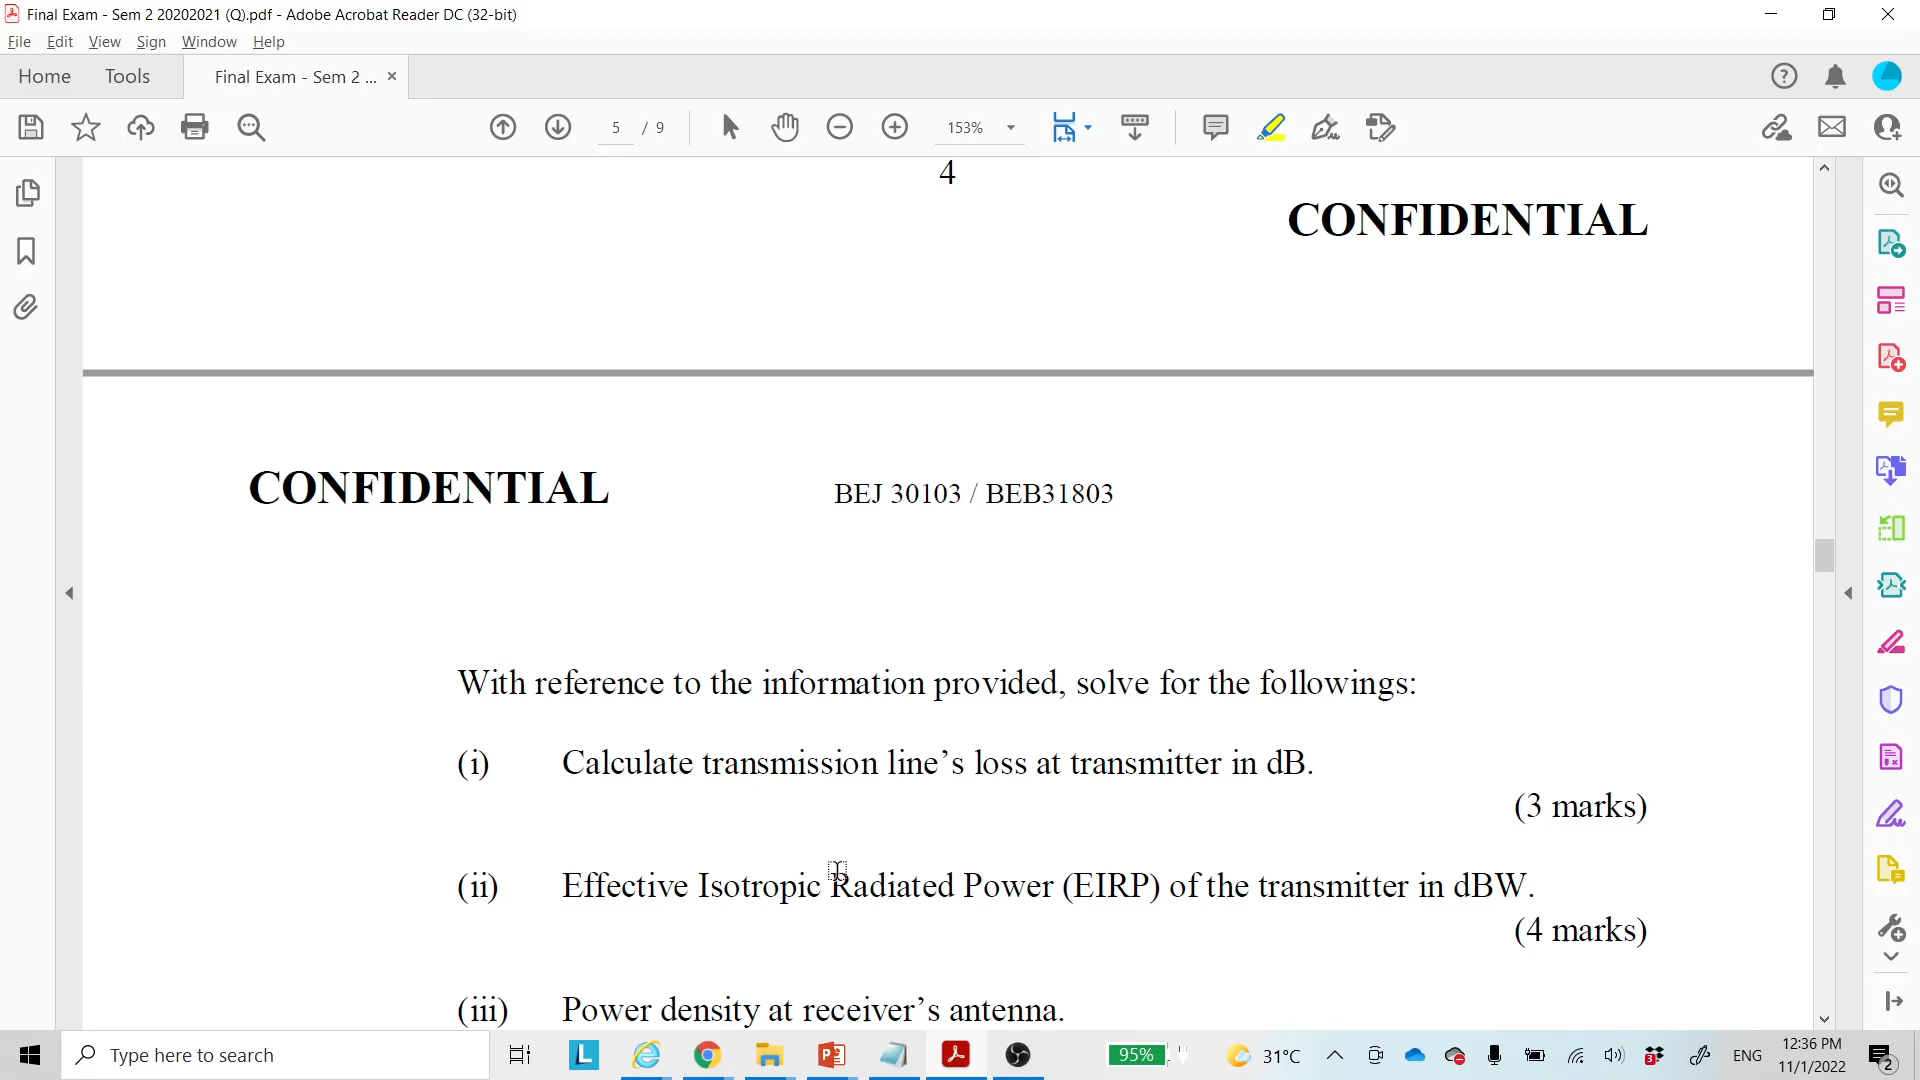 Final Exam - Sem 2 20202021 (Q).pdf - Adobe Acrobat Reader DC (32-bit)
File Edit View Sign Window Help
Home Tools Final Exam - Sem 2 ... ×
5 / 9 153%
4
CONFIDENTIAL
CONFIDENTIAL BEJ 30103 / BEB31803
With reference to the information provided, solve for the followings:
(i) Calculate transmission line’s loss at transmitter in dB.
(3 marks)
(ii) Effective Isotropic Radiated Power (EIRP) of the transmitter in dBW.
(4 marks)
(iii) Power density at receiver’s antenna.
Type here to search L 95% 31°C 3 ENG 12:36 PM
11/1/2022 2